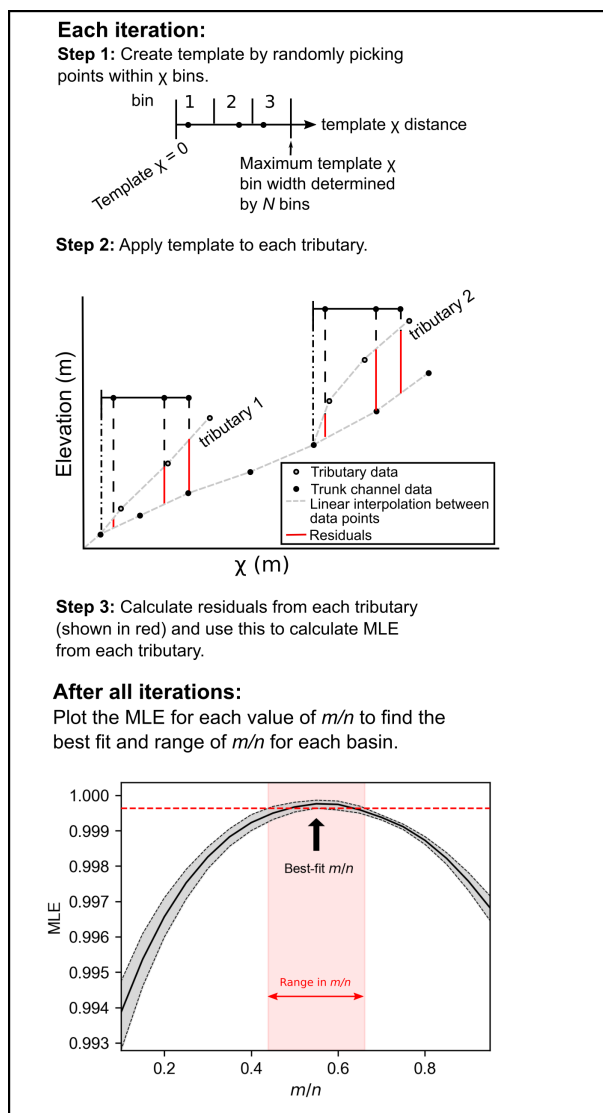 Each iteration:
Step 1: Create template by randomly picking
points within χ bins.
bin 1 2 3
template χ distance
Template χ = 0
Maximum template χ
bin width determined
by N bins
Step 2: Apply template to each tributary.
Elevation (m)
tributary 1
tributary 2
Tributary data
Trunk channel data
Linear interpolation between
data points
Residuals
χ (m)
Step 3: Calculate residuals from each tributary
(shown in red) and use this to calculate MLE
from each tributary.
After all iterations:
Plot the MLE for each value of m/n to find the
best fit and range of m/n for each basin.
1.000
0.999
0.998
0.997
0.996
0.995
0.994
0.993
MLE
Best-fit m/n
Range in m/n
0.2 0.4 0.6 0.8
m/n